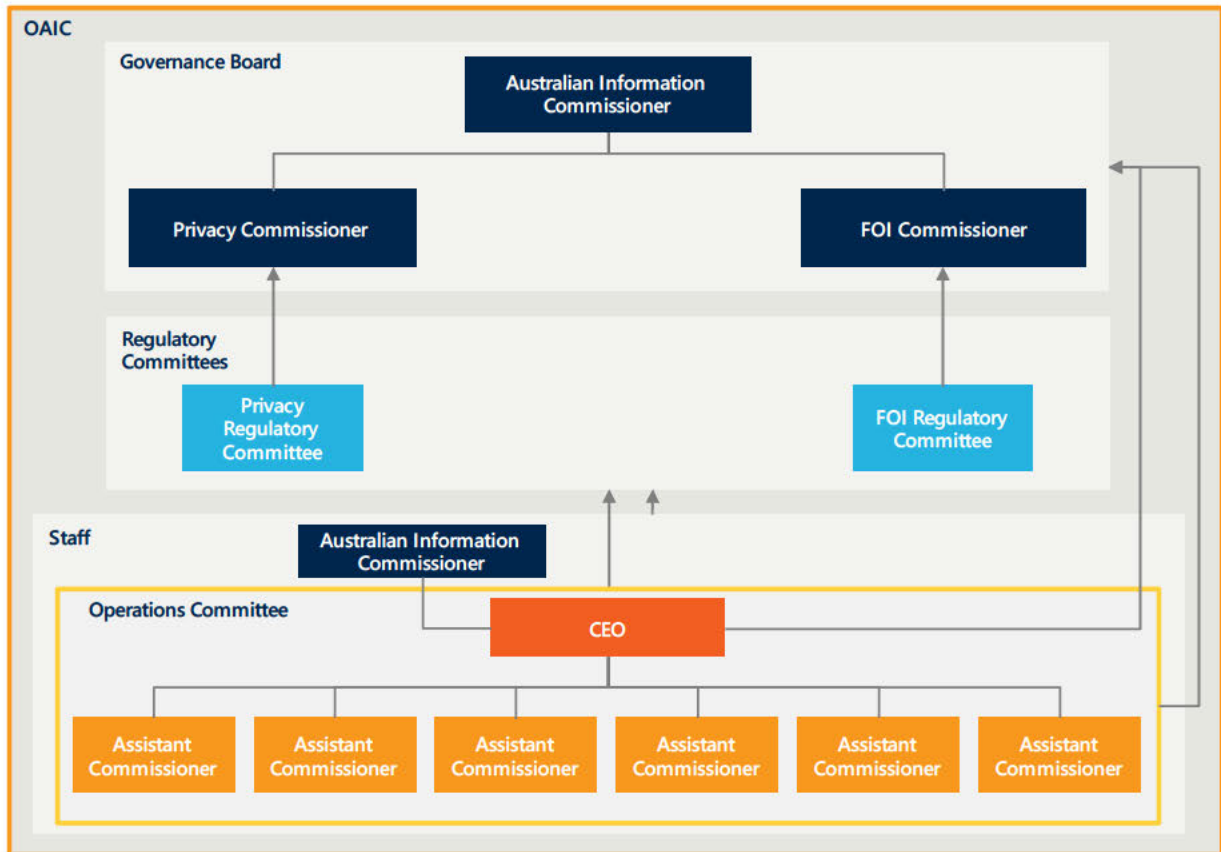 OAIC
Governance Board
Australian Information
Commissioner
Privacy Commissioner
FOI Commissioner
Regulatory
Committees
Privacy
Regulatory
Committee
FOI Regulatory
Committee
Staff
Australian Information
Commissioner
Operations Committee
CEO
Assistant
Commissioner
Assistant
Commissioner
Assistant
Commissioner
Assistant
Commissioner
Assistant
Commissioner
Assistant
Commissioner